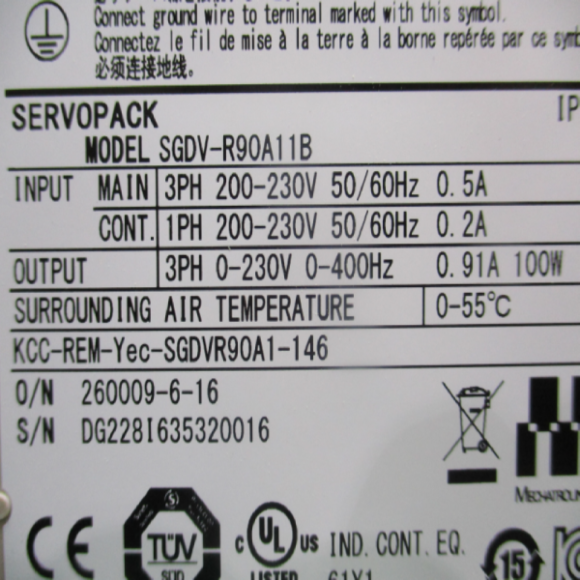 Connect ground wire to terminal marked with this symbol.
Connectez le fil de mise à la terre à la borne repérée par ce symb
必须连接地线。
SERVOPACK IP
MODEL SGDV-R90A11B
INPUT MAIN 3PH 200-230V 50/60Hz 0.5A
CONT. 1PH 200-230V 50/60Hz 0.2A
OUTPUT 3PH 0-230V 0-400Hz 0.91A 100W
SURROUNDING AIR TEMPERATURE 0-55℃
KCC-REM-Yec-SGDVR90A1-146
O/N 260009-6-16
S/N DG228I635320016
MECHATROLIN
CE TÜV SÜD c UL US LISTED IND. CONT. EQ. 61Y1 15